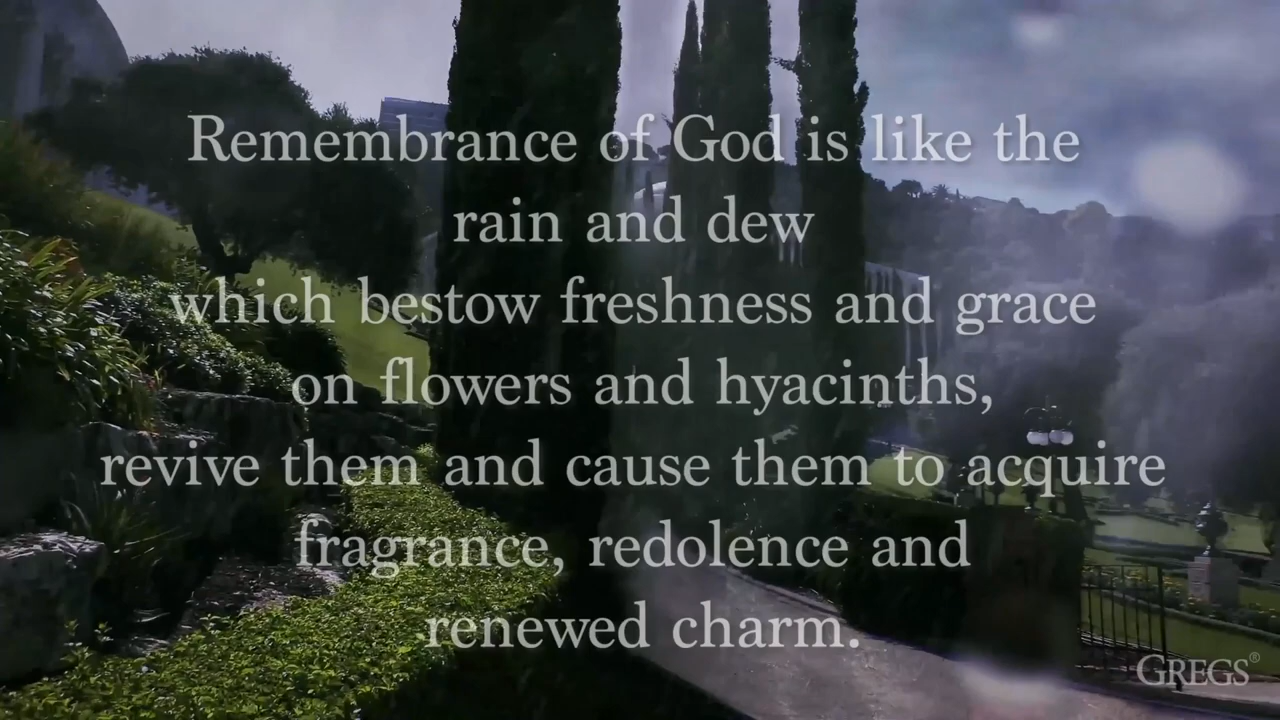 Remembrance of God is like the
rain and dew
which bestow freshness and grace
on flowers and hyacinths,
revive them and cause them to acquire
fragrance, redolence and
renewed charm.
GREGS®